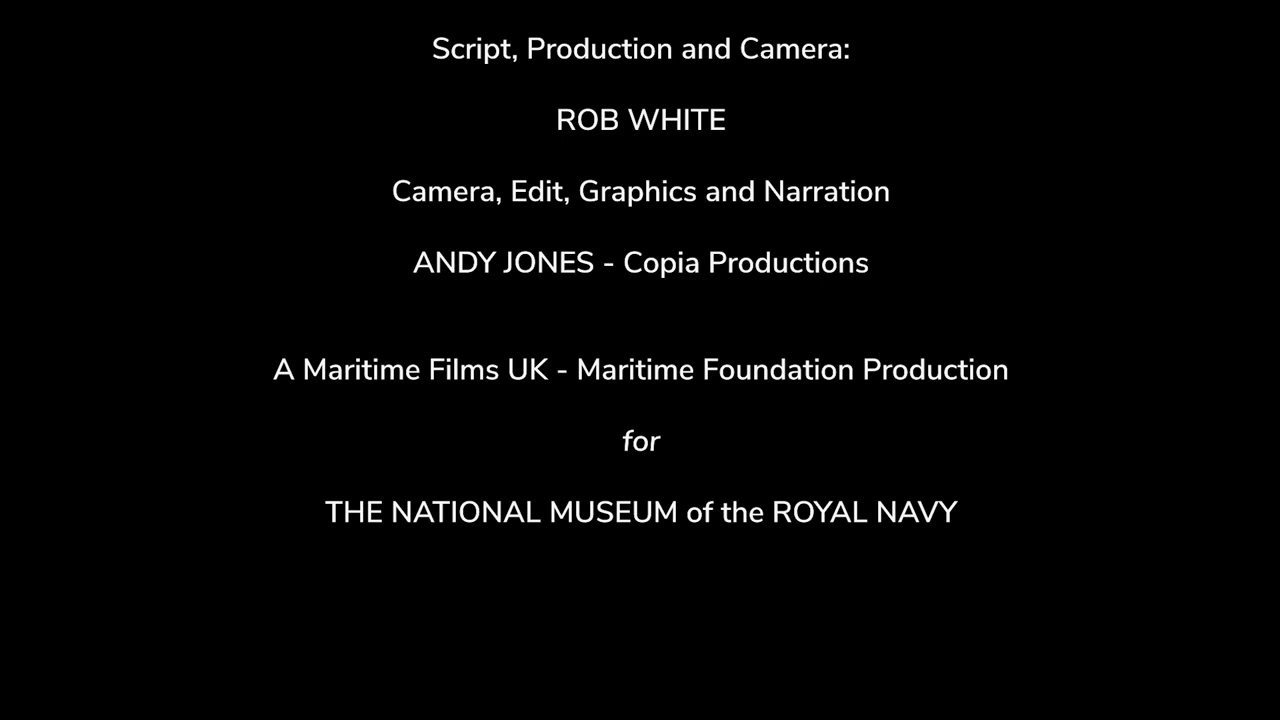 Script, Production and Camera:
ROB WHITE
Camera, Edit, Graphics and Narration
ANDY JONES - Copia Productions
A Maritime Films UK - Maritime Foundation Production
for
THE NATIONAL MUSEUM of the ROYAL NAVY